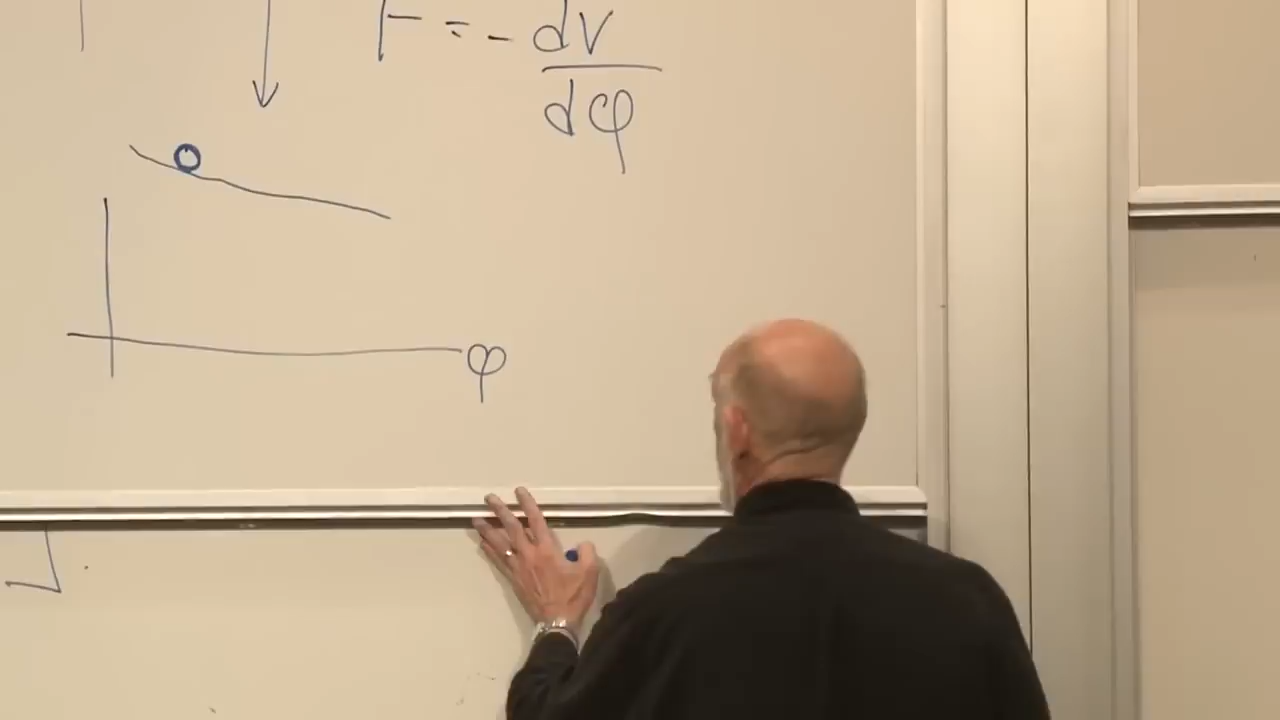 F = - dV
dφ
φ